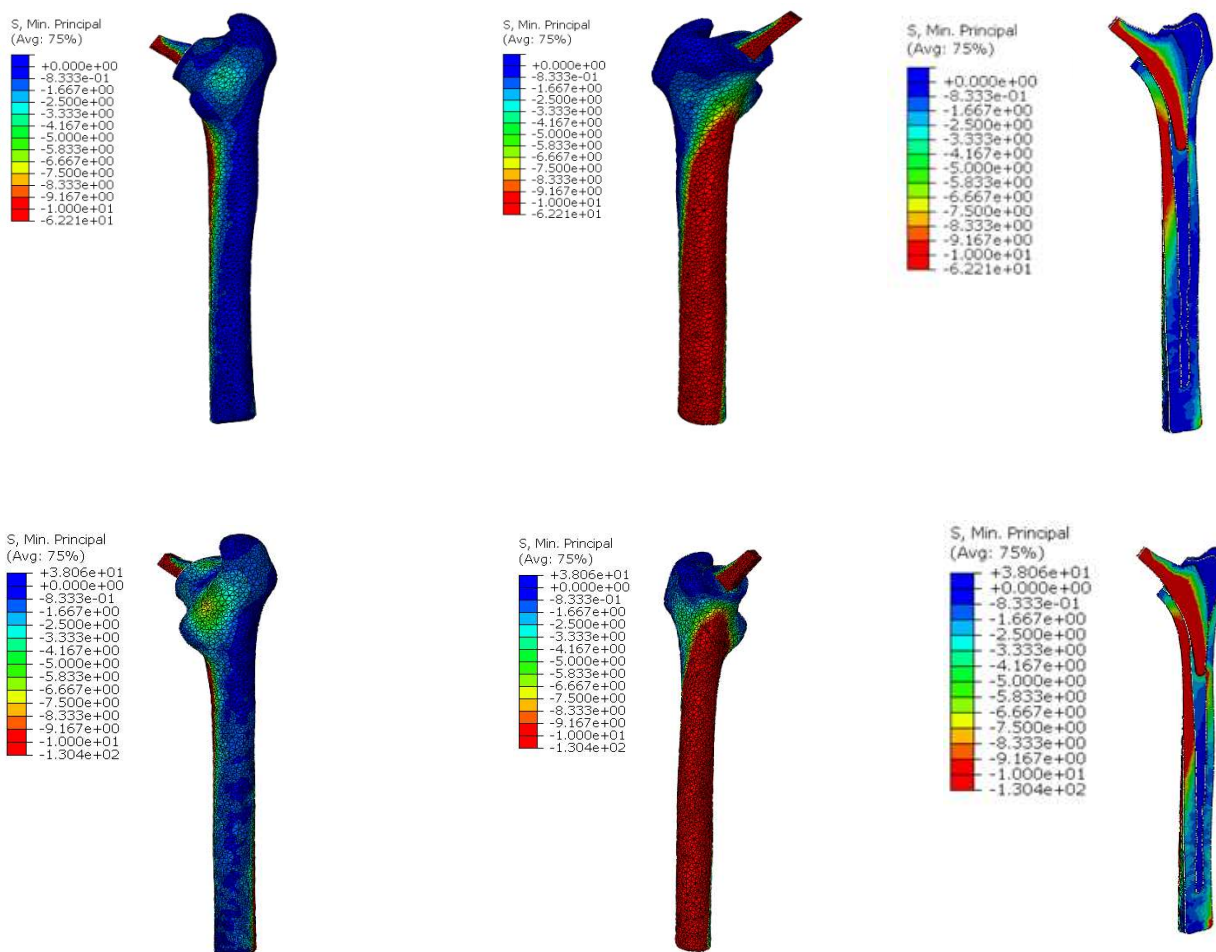 S, Min. Principal
(Avg: 75%)
+0.000e+00
-8.333e-01
-1.667e+00
-2.500e+00
-3.333e+00
-4.167e+00
-5.000e+00
-5.833e+00
-6.667e+00
-7.500e+00
-8.333e+00
-9.167e+00
-1.000e+01
-6.221e+01
S, Min. Principal
(Avg: 75%)
+0.000e+00
-8.333e-01
-1.667e+00
-2.500e+00
-3.333e+00
-4.167e+00
-5.000e+00
-5.833e+00
-6.667e+00
-7.500e+00
-8.333e+00
-9.167e+00
-1.000e+01
-6.221e+01
S, Min. Principal
(Avg: 75%)
+0.000e+00
-8.333e-01
-1.667e+00
-2.500e+00
-3.333e+00
-4.167e+00
-5.000e+00
-5.833e+00
-6.667e+00
-7.500e+00
-8.333e+00
-9.167e+00
-1.000e+01
-6.221e+01
S, Min. Principal
(Avg: 75%)
+3.806e+01
+0.000e+00
-8.333e-01
-1.667e+00
-2.500e+00
-3.333e+00
-4.167e+00
-5.000e+00
-5.833e+00
-6.667e+00
-7.500e+00
-8.333e+00
-9.167e+00
-1.000e+01
-1.304e+02
S, Min. Principal
(Avg: 75%)
+3.806e+01
+0.000e+00
-8.333e-01
-1.667e+00
-2.500e+00
-3.333e+00
-4.167e+00
-5.000e+00
-5.833e+00
-6.667e+00
-7.500e+00
-8.333e+00
-9.167e+00
-1.000e+01
-1.304e+02
S, Min. Principal
(Avg: 75%)
+3.806e+01
+0.000e+00
-8.333e-01
-1.667e+00
-2.500e+00
-3.333e+00
-4.167e+00
-5.000e+00
-5.833e+00
-6.667e+00
-7.500e+00
-8.333e+00
-9.167e+00
-1.000e+01
-1.304e+02